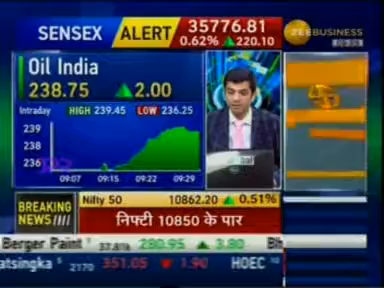 SENSEX ALERT 35776.81
0.62% ▲ 220.10
ZEE BUSINESS
Oil India
238.75 ▲ 2.00
Intraday HIGH 239.45 LOW 236.25
239
238
236
09:07 09:15 09:22 09:29
BREAKING NEWS ////
Nifty 50 10862.20 ▲ 0.51%
निफ्टी 10850 के पार
Berger Paint 280.95 ▲ 3.80
atsingka 2170 351.05 ▼ 1.90 HOEC